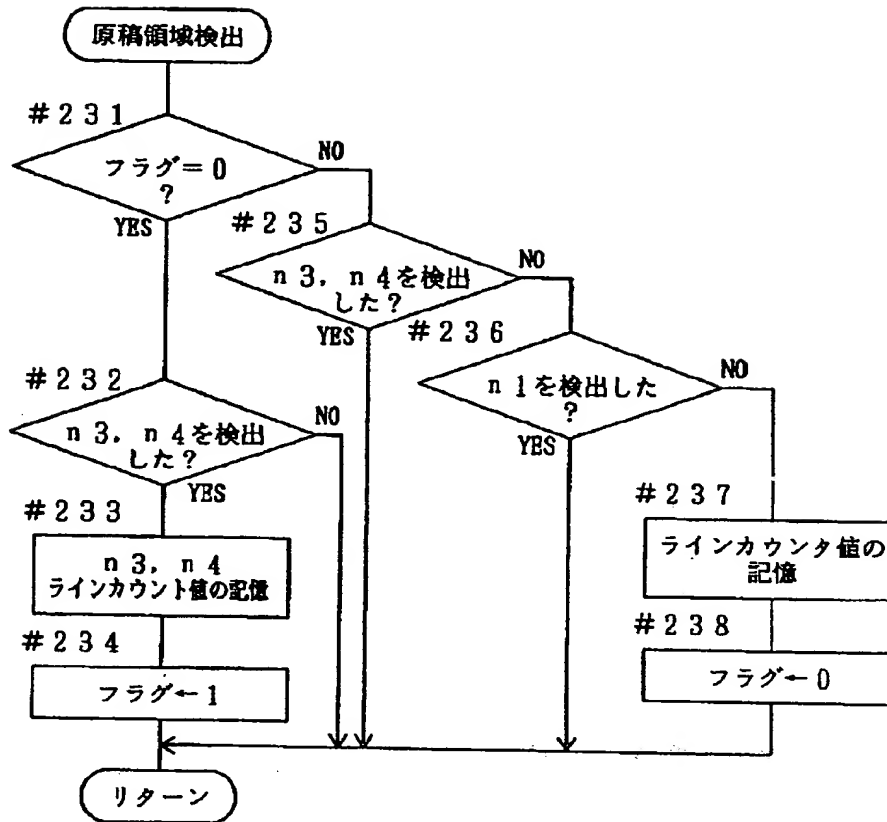 原稿領域検出
#231
フラグ=0
?
NO
YES
#235
n3, n4を検出
した?
NO
YES
#236
n1を検出した
?
NO
YES
#232
n3, n4を検出
した?
NO
YES
#233
n3, n4
ラインカウント値の記憶
#234
フラグ←1
#237
ラインカウンタ値の
記憶
#238
フラグ←0
リターン